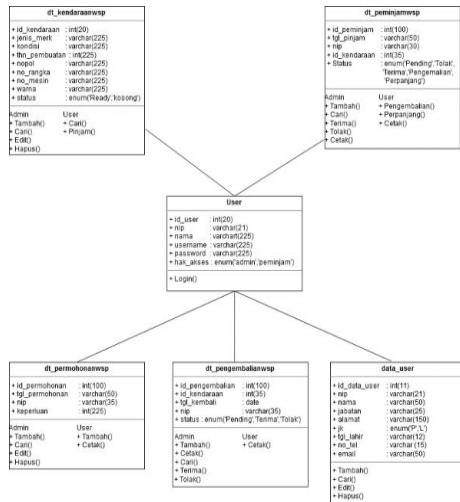 dt_kendaraanwsp
+ id_kendaraan : int(20)
+ jenis_merk : varchar(225)
+ kondisi : varchar(225)
+ thn_pembuatan : int(225)
+ nopol : varchar(225)
+ no_rangka : varchar(225)
+ no_mesin : varchar(225)
+ warna : varchar(225)
+ status : enum('Ready','kosong')
Admin User
+ Tambah() + Cari()
+ Cari() + Pinjam()
+ Edit()
+ Hapus()
dt_peminjamwsp
+ id_peminjam : int(100)
+ tgl_pinjam : varchar(50)
+ nip : varchar(30)
+ id_kendaraan : int(35)
+ Status : enum('Pending','Tolak',
'Terima','Pengemalian',
'Perpanjang')
Admin User
+ Tambah() + Pengembalian()
+ Cari() + Perpanjang()
+ Terima() + Cetak()
+ Tolak()
+ Cetak()
User
+ id_user : int(20)
+ nip : varchar(21)
+ nama : varchart(225)
+ username : varchar(225)
+ password : varchar(225)
+ hak_akses : enum('admin','peminjam')
+ Login()
dt_permohonanwsp
+ id_permohonan : int(100)
+ tgl_permohonan : varchar(50)
+ nip : varchar(35)
+ keperluan : int(225)
Admin User
+ Tambah() + Tambah()
+ Cari() + Cetak()
+ Edit()
+ Hapus()
dt_pengembalianwsp
+ id_pengembalian : int(100)
+ id_kendaraan : int(35)
+ tgl_kembali : date
+ nip : varchar(35)
+ status : enum('Pending','Terima','Tolak')
Admin User
+ Tambah() + Cetak()
+ Cetak()
+ Cari()
+ Terima()
+ Tolak()
data_user
+ id_data_user : int(11)
+ nip : varchar(21)
+ nama : varchar(50)
+ jabatan : varchar(25)
+ alamat : varchar(150)
+ jk : enum('P','L')
+ tgl_lahir : varchar(12)
+ no_tel : varchar(15)
+ email : varchar(50)
+ Tambah()
+ Cari()
+ Edit()
+ Hapus()